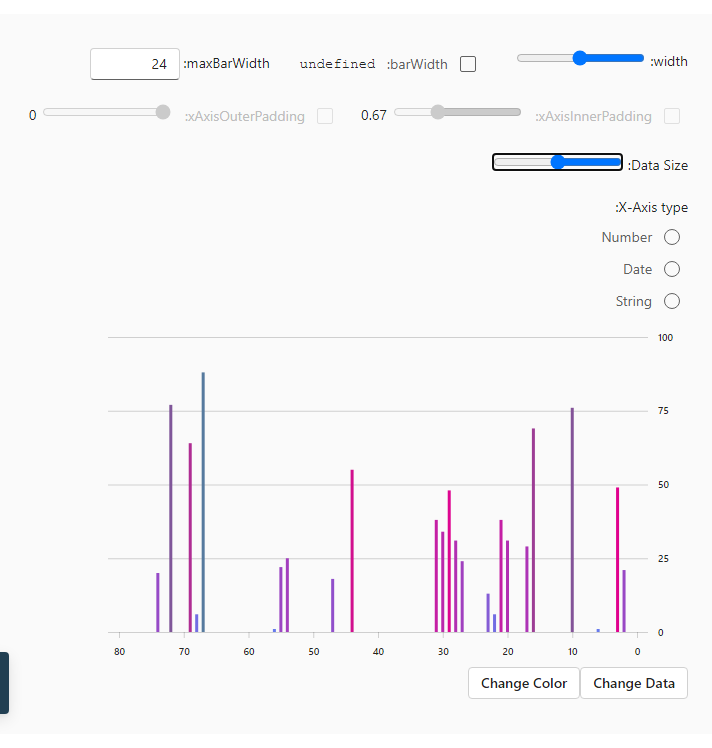 :width
undefined :barWidth
24 :maxBarWidth
:xAxisInnerPadding
0.67
:xAxisOuterPadding
0
:Data Size
:X-Axis type
Number
Date
String
100
75
50
25
0
80 70 60 50 40 30 20 10 0
Change Color Change Data